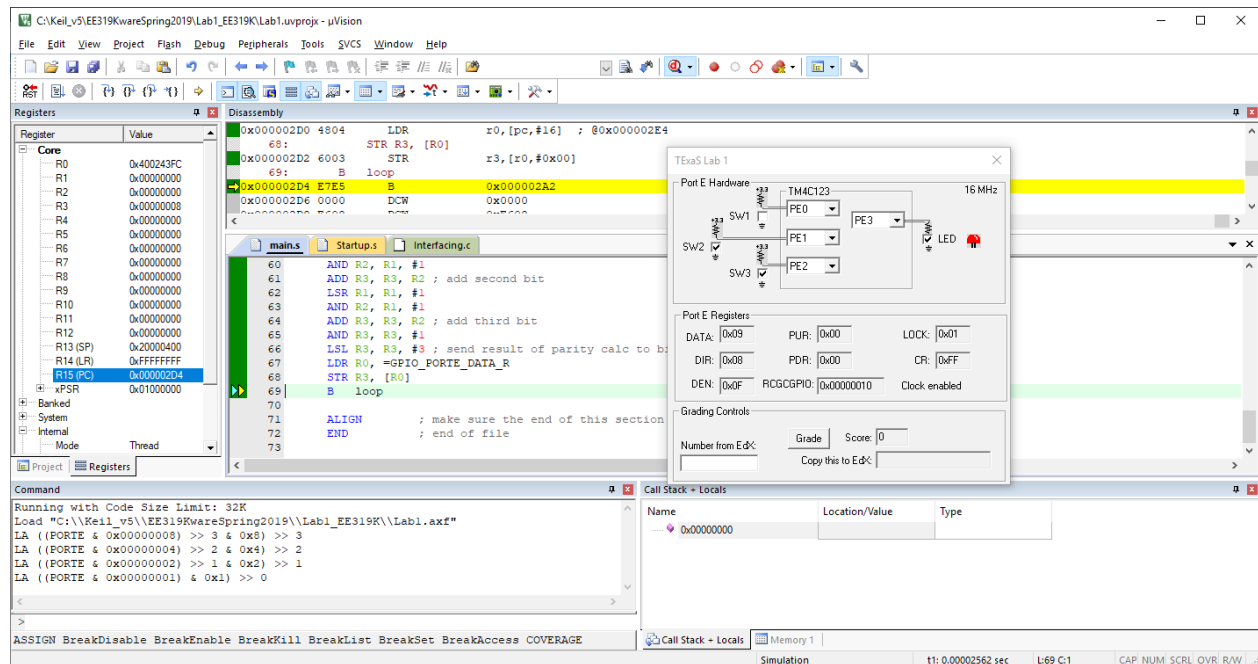 C:\Keil_v5\EE319KwareSpring2019\Lab1_EE319K\Lab1.uvprojx - µVision
File Edit View Project Flash Debug Peripherals Tools SVCS Window Help
RST
Registers
Register Value
Core
R0 0x400243FC
R1 0x00000000
R2 0x00000000
R3 0x00000008
R4 0x00000000
R5 0x00000000
R6 0x00000000
R7 0x00000000
R8 0x00000000
R9 0x00000000
R10 0x00000000
R11 0x00000000
R12 0x00000000
R13 (SP) 0x20000400
R14 (LR) 0xFFFFFFFF
R15 (PC) 0x000002D4
xPSR 0x01000000
Banked
System
Internal
Mode Thread
Project Registers
Disassembly
0x000002D0 4804 LDR r0,[pc,#16] ; @0x000002E4
68: STR R3, [R0]
0x000002D2 6003 STR r3,[r0,#0x00]
69: B loop
0x000002D4 E7E5 B 0x000002A2
0x000002D6 0000 DCW 0x0000
main.s Startup.s Interfacing.c
60 AND R2, R1, #1
61 ADD R3, R3, R2 ; add second bit
62 LSR R1, R1, #1
63 AND R2, R1, #1
64 ADD R3, R3, R2 ; add third bit
65 AND R3, R3, #1
66 LSL R3, R3, #3 ; send result of parity calc to bi
67 LDR R0, =GPIO_PORTE_DATA_R
68 STR R3, [R0]
69 B loop
70
71 ALIGN ; make sure the end of this section
72 END ; end of file
73
TExaS Lab 1
Port E Hardware
TM4C123
16 MHz
+3.3
SW1
PE0
PE3
+3.3
SW2
PE1
LED
+3.3
SW3
PE2
Port E Registers
DATA: 0x09 PUR: 0x00 LOCK: 0x01
DIR: 0x08 PDR: 0x00 CR: 0xFF
DEN: 0x0F RCGCGPIO: 0x00000010 Clock enabled
Grading Controls
Number from EdX: Grade Score: 0
Copy this to EdX:
Command
Running with Code Size Limit: 32K
Load "C:\\Keil_v5\\EE319KwareSpring2019\\Lab1_EE319K\\Lab1.axf"
LA ((PORTE & 0x00000008) >> 3 & 0x8) >> 3
LA ((PORTE & 0x00000004) >> 2 & 0x4) >> 2
LA ((PORTE & 0x00000002) >> 1 & 0x2) >> 1
LA ((PORTE & 0x00000001) & 0x1) >> 0
>
ASSIGN BreakDisable BreakEnable BreakKill BreakList BreakSet BreakAccess COVERAGE
Call Stack + Locals
Name Location/Value Type
0x00000000
Call Stack + Locals Memory 1
Simulation t1: 0.00002562 sec L:69 C:1 CAP NUM SCRL OVR R/W